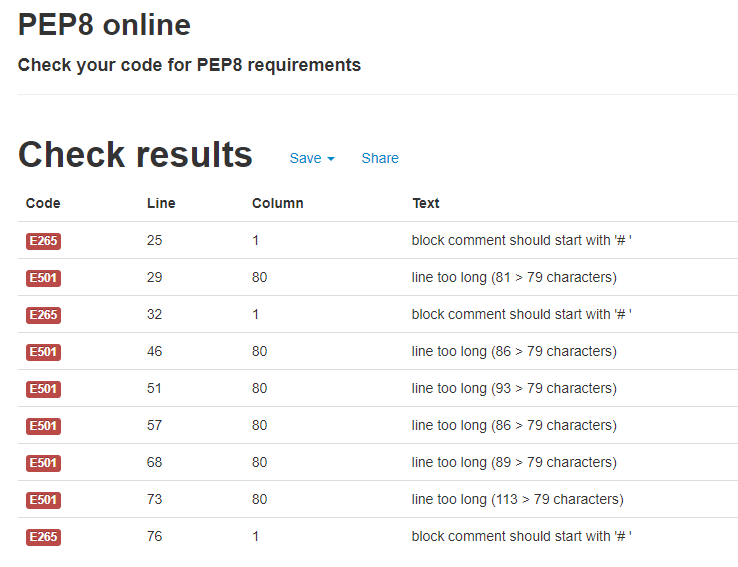 PEP8 online
Check your code for PEP8 requirements
Check results Save Share
Code Line Column Text
E265 25 1 block comment should start with '# '
E501 29 80 line too long (81 > 79 characters)
E265 32 1 block comment should start with '# '
E501 46 80 line too long (86 > 79 characters)
E501 51 80 line too long (93 > 79 characters)
E501 57 80 line too long (86 > 79 characters)
E501 68 80 line too long (89 > 79 characters)
E501 73 80 line too long (113 > 79 characters)
E265 76 1 block comment should start with '# '